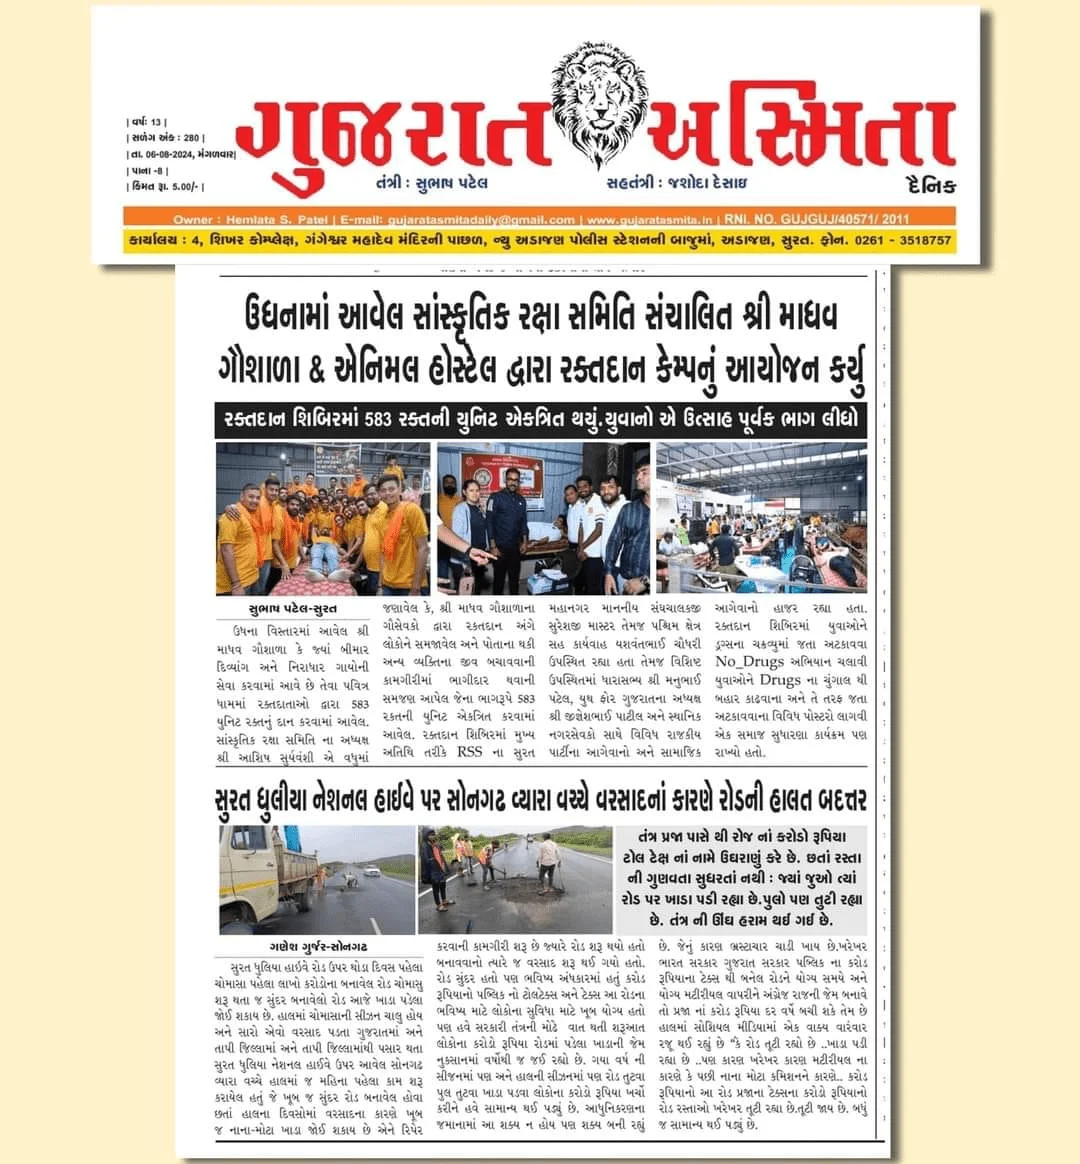 | વર્ષ: 13 |
| સળંગ અંક : 280 |
|તા. 06-08-2024, મંગળવાર|
| પાના -8 |
| કિંમત રૂા. 5.00/- |
ગુજરાત અસ્મિતા
તંત્રી : સુભાષ પટેલ
સહતંત્રી : જશોદા દેસાઇ
દૈનિક
Owner : Hemlata S. Patel | E-mail: gujaratasmitadaily@gmail.com | www.gujaratasmita.in | RNI. NO. GUJGUJ/40571/ 2011
કાર્યાલય : 4, શિખર કોમ્પ્લેક્ષ, ગંગેશ્વર મહાદેવ મંદિરની પાછળ, ન્યુ અડાજણ પોલીસ સ્ટેશનની બાજુમાં, અડાજણ, સુરત. ફોન. 0261 - 3518757
ઉધનામાં આવેલ સાંસ્કૃતિક રક્ષા સમિતિ સંચાલિત શ્રી માધવ
ગૌશાળા & એનિમલ હોસ્ટેલ દ્વારા રક્તદાન કેમ્પનું આયોજન કર્યુ
રક્તદાન શિબિરમાં 583 રક્તની યુનિટ એકત્રિત થયું.યુવાનો એ ઉત્સાહ પૂર્વક ભાગ લીધો
સુભાષ પટેલ-સુરત
ઉધના વિસ્તારમાં આવેલ શ્રી
માધવ ગૌશાળા કે જ્યાં બીમાર
દિવ્યાંગ અને નિરાધાર ગાયોની
સેવા કરવામાં આવે છે તેવા પવિત્ર
ધામમાં રક્તદાતાઓ દ્વારા 583
યુનિટ રક્તનું દાન કરવામાં આવેલ.
સાંસ્કૃતિક રક્ષા સમિતિ ના અધ્યક્ષ
શ્રી આશિષ સુર્યવંશી એ વધુમાં
જણાવેલ કે, શ્રી માધવ ગૌશાળાના
ગૌસેવકો દ્વારા રક્તદાન અંગે
લોકોને સમજાવેલ અને પોતાના થકી
અન્ય વ્યક્તિના જીવ બચાવવાની
કામગીરીમાં ભાગીદાર થવાની
સમજણ આપેલ જેના ભાગરૂપે 583
રક્તની યુનિટ એકત્રિત કરવામાં
આવેલ. રક્તદાન શિબિરમાં મુખ્ય
અતિથિ તરીકે RSS ના સુરત
મહાનગર માનનીય સંઘચાલકજી
સુરેશજી માસ્ટર તેમજ પશ્ચિમ ક્ષેત્ર
સહ કાર્યવાહ યશવંતભાઈ ચૌધરી
ઉપસ્થિત રહ્યા હતા તેમજ વિશિષ્ટ
ઉપસ્થિતમાં ધારાસભ્ય શ્રી મનુભાઈ
પટેલ, યુથ ફોર ગુજરાતના અધ્યક્ષ
શ્રી જીજ્ઞેશભાઈ પાટીલ અને સ્થાનિક
નગરસેવકો સાથે વિવિધ રાજકીય
પાર્ટીના આગેવાનો અને સામાજિક
આગેવાનો હાજર રહ્યા હતા.
રક્તદાન શિબિરમાં યુવાઓને
ડ્રગ્સના ચક્રવ્યુમાં જતા અટકાવવા
No_Drugs અભિયાન ચલાવી
યુવાઓને Drugs ના ચુંગાલ થી
બહાર કાઢવાના અને તે તરફ જતા
અટકાવવાના વિવિધ પોસ્ટરો લાગવી
એક સમાજ સુધારણા કાર્યક્રમ પણ
રાખ્યો હતો.
સુરત ધુલીયા નેશનલ હાઈવે પર સોનગઢ વ્યારા વચ્ચે વરસાદનાં કારણે રોડની હાલત બદત્તર
તંત્ર પ્રજા પાસે થી રોજ નાં કરોડો રૂપિયા
ટોલ ટેક્ષ નાં નામે ઉઘરાણું કરે છે. છતાં રસ્તા
ની ગુણવતા સુધરતાં નથી : જ્યાં જુઓ ત્યાં
રોડ પર ખાડા પડી રહ્યા છે.પુલો પણ તુટી રહ્યા
છે. તંત્ર ની ઊંઘ હરામ થઈ ગઈ છે.
ગણેશ ગુર્જર-સોનગઢ
સુરત ધુલિયા હાઇવે રોડ ઉપર થોડા દિવસ પહેલા
ચોમાસા પહેલા લાખો કરોડોના બનાવેલ રોડ ચોમાસુ
શરૂ થતા જ સુંદર બનાવેલો રોડ આજે ખાડા પડેલા
જોઈ શકાય છે. હાલમાં ચોમાસાની સીઝન ચાલુ હોય
અને સારો એવો વરસાદ પડતા ગુજરાતમાં અને
તાપી જિલ્લામાં અને તાપી જિલ્લામાંથી પસાર થતા
સુરત ધુલિયા નેશનલ હાઈવે ઉપર આવેલ સોનગઢ
વ્યારા વચ્ચે હાલમાં જ મહિના પહેલા કામ શરૂ
કરાયેલ હતું જે ખૂબ જ સુંદર રોડ બનાવેલ હોવા
છતાં હાલના દિવસોમાં વરસાદના કારણે ખૂબ
જ નાના-મોટા ખાડા જોઈ શકાય છે એને રિપેર
કરવાની કામગીરી શરૂ છે જ્યારે રોડ શરૂ થયો હતો
બનાવવાનો ત્યારે જ વરસાદ શરૂ થઈ ગયો હતો.
રોડ સુંદર હતો પણ ભવિષ્ય અંધકારમાં હતું કરોડ
રૂપિયાનો પબ્લિક નો ટોલટેક્સ અને ટેક્સ આ રોડના
ભવિષ્ય માટે લોકોના સુવિધા માટે ખૂબ યોગ્ય હતો
પણ હવે સરકારી તંત્રની મોઢે વાત થતી શરૂઆત
લોકોના કરોડો રૂપિયા રોડમાં પડેલા ખાડાની જેમ
નુકસાનમાં વર્ષોથી જ જઈ રહ્યો છે. ગયા વર્ષ ની
સીજનમાં પણ અને હાલની સીઝનમાં પણ રોડ તુટવા
પુલ તુટવા ખાડા પડવા લોકોના કરોડો રૂપિયા ખર્ચો
કરીને હવે સામાન્ય થઈ પડ્યું છે. આધુનિકરણના
જમાનામાં આ શક્ય ન હોય પણ શક્ય બની રહ્યું
છે. જેનું કારણ ભ્રસ્ટાચાર ચાડી ખાય છે.ખરેખર
ભારત સરકાર ગુજરાત સરકાર પબ્લિક ના કરોડ
રૂપિયાના ટેક્સ થી બનેલ રોડને યોગ્ય સમયે અને
યોગ્ય મટીરીયલ વાપરીને અંગ્રેજ રાજની જેમ બનાવે
તો પ્રજા નાં કરોડ રૂપિયા દર વર્ષે બચી શકે તેમ છે
હાલમાં સોશિયલ મીડિયામાં એક વાક્ય વારંવાર
રજૂ થઈ રહ્યું છે “કે રોડ તૂટી રહ્યો છે ..ખાડા પડી
રહ્યા છે ..પણ કારણ ખરેખર કારણ મટીરીયલ ના
કારણે કે પછી નાના મોટા કમિશનને કારણે.. કરોડ
રૂપિયાનો આ રોડ પ્રજાના ટેક્સના કરોડો રૂપિયાનો
રોડ રસ્તાઓ ખરેખર તુટી રહ્યા છે.તૂટી જાય છે. બધું
જ સામાન્ય થઈ પડ્યું છે.